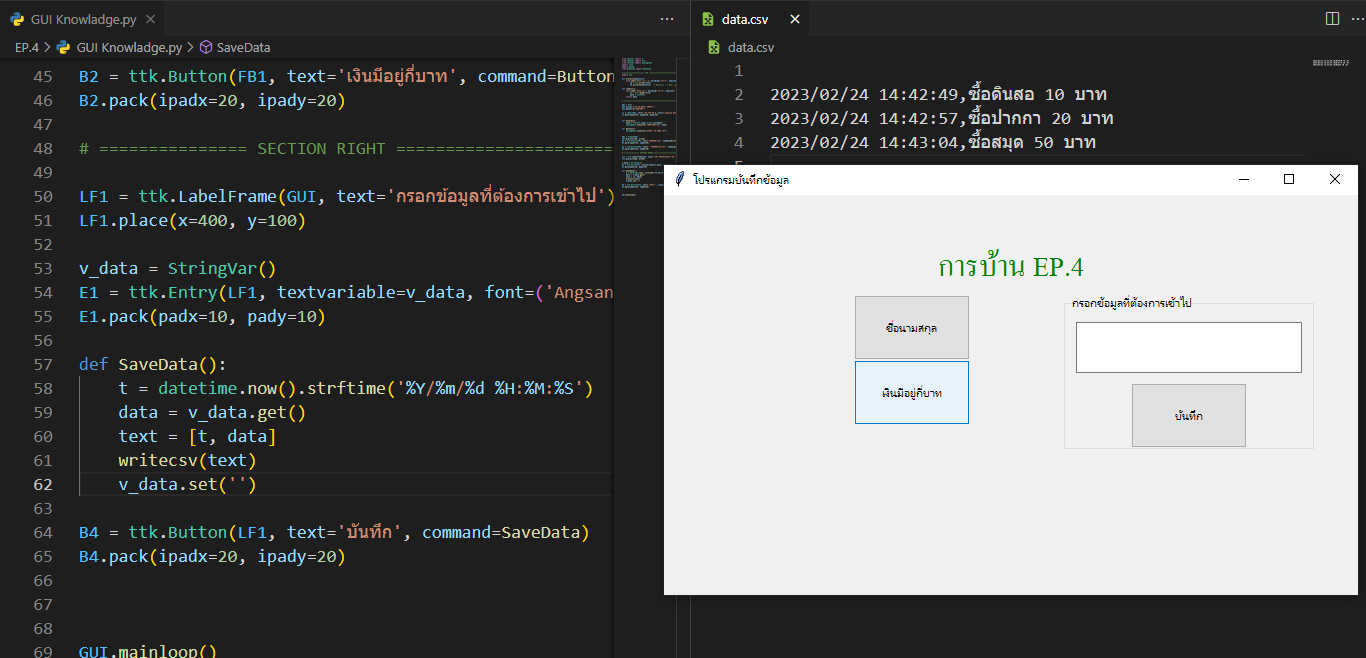 GUI Knowladge.py
EP.4 > GUI Knowladge.py > SaveData
45 B2 = ttk.Button(FB1, text='เงินมีอยู่กี่บาท', command=Button
46 B2.pack(ipadx=20, ipady=20)
47
48 # =============== SECTION RIGHT ======================
49
50 LF1 = ttk.LabelFrame(GUI, text='กรอกข้อมูลที่ต้องการเข้าไป')
51 LF1.place(x=400, y=100)
52
53 v_data = StringVar()
54 E1 = ttk.Entry(LF1, textvariable=v_data, font=('Angsan
55 E1.pack(padx=10, pady=10)
56
57 def SaveData():
58 t = datetime.now().strftime('%Y/%m/%d %H:%M:%S')
59 data = v_data.get()
60 text = [t, data]
61 writecsv(text)
62 v_data.set('')
63
64 B4 = ttk.Button(LF1, text='บันทึก', command=SaveData)
65 B4.pack(ipadx=20, ipady=20)
66
67
68
69 GUI.mainloop()
data.csv
data.csv
1
2 2023/02/24 14:42:49,ซื้อดินสอ 10 บาท
3 2023/02/24 14:42:57,ซื้อปากกา 20 บาท
4 2023/02/24 14:43:04,ซื้อสมุด 50 บาท
5
โปรแกรมบันทึกข้อมูล
การบ้าน EP.4
ชื่อนามสกุล
เงินมีอยู่กี่บาท
กรอกข้อมูลที่ต้องการเข้าไป
บันทึก